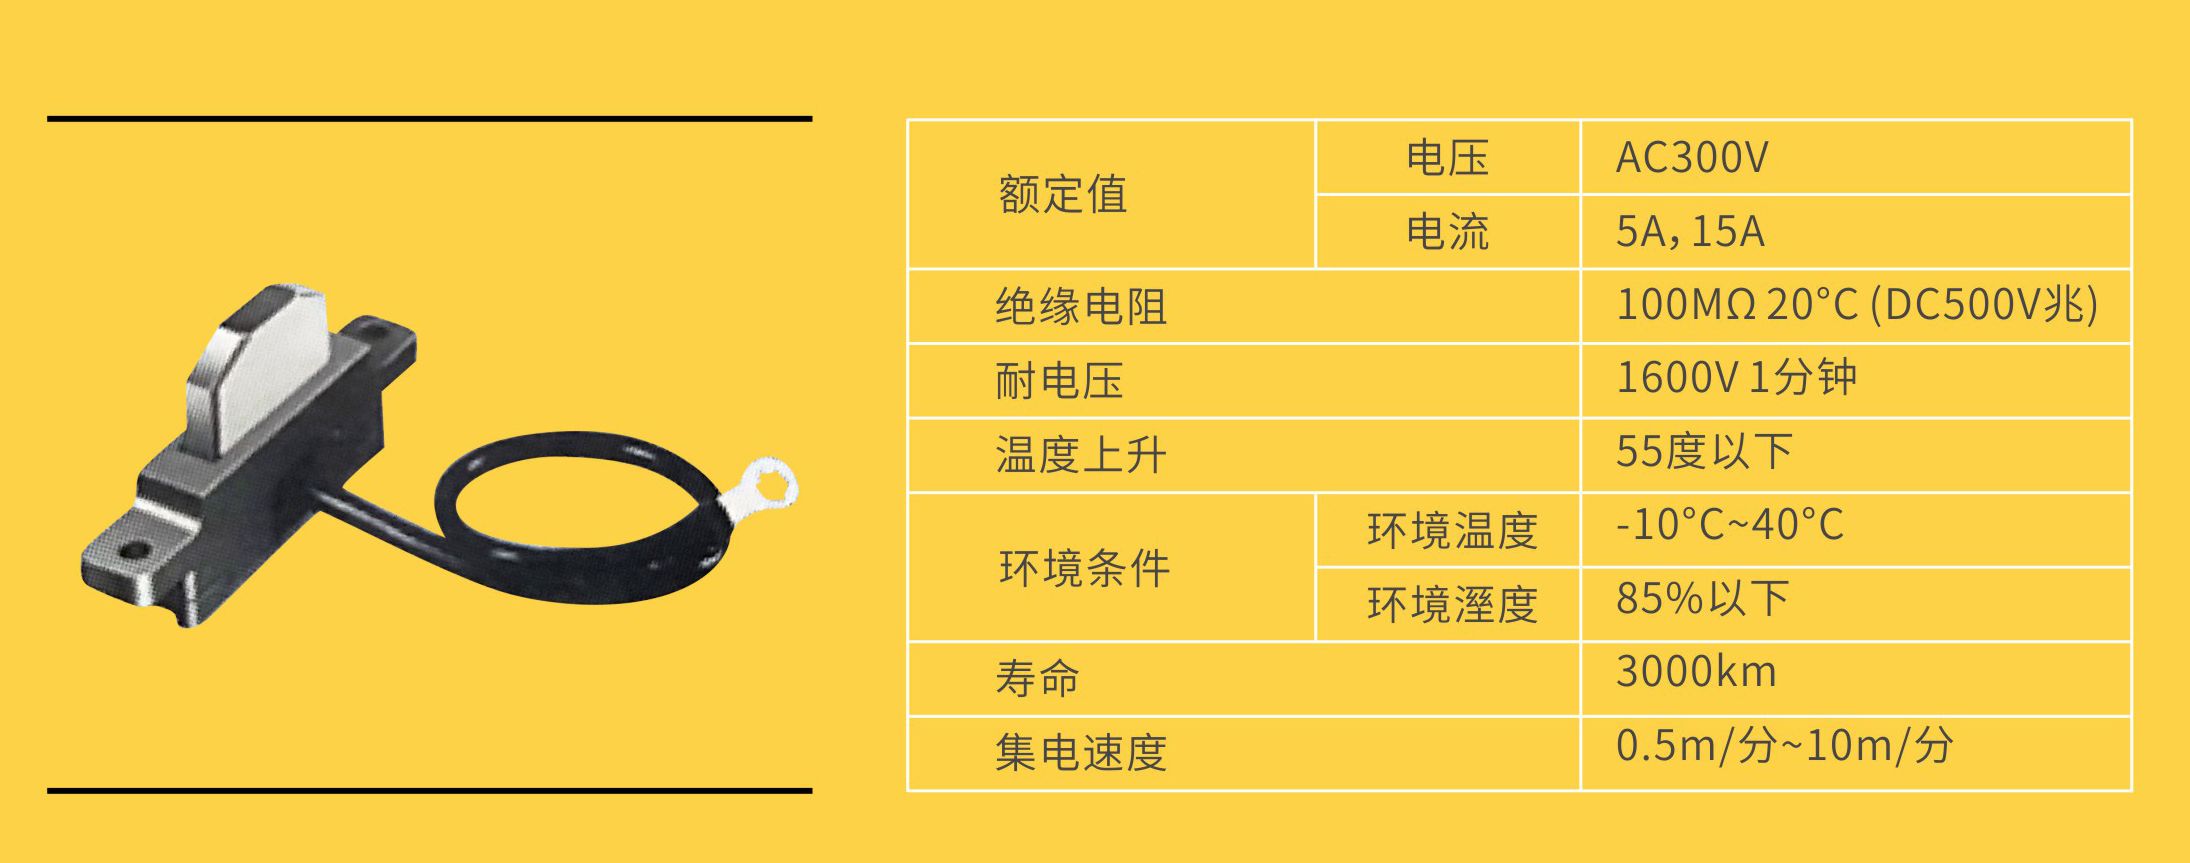 额定值 电压 AC300V
电流 5A, 15A
绝缘电阻 100MΩ 20°C (DC500V兆)
耐电压 1600V 1分钟
温度上升 55度以下
环境条件 环境温度 -10°C~40°C
环境溼度 85%以下
寿命 3000km
集电速度 0.5m/分~10m/分